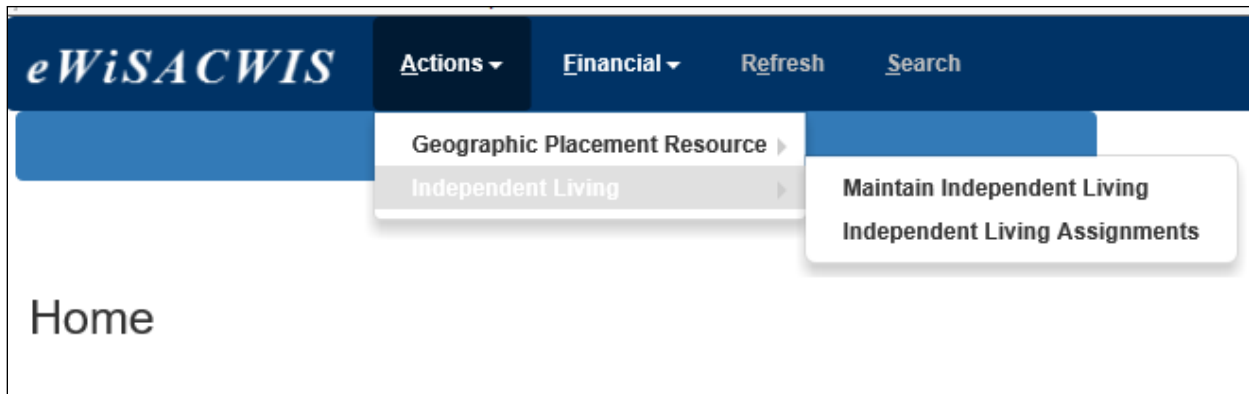 eWiSACWIS Actions Financial Refresh Search
Geographic Placement Resource
Independent Living
Maintain Independent Living
Independent Living Assignments
Home